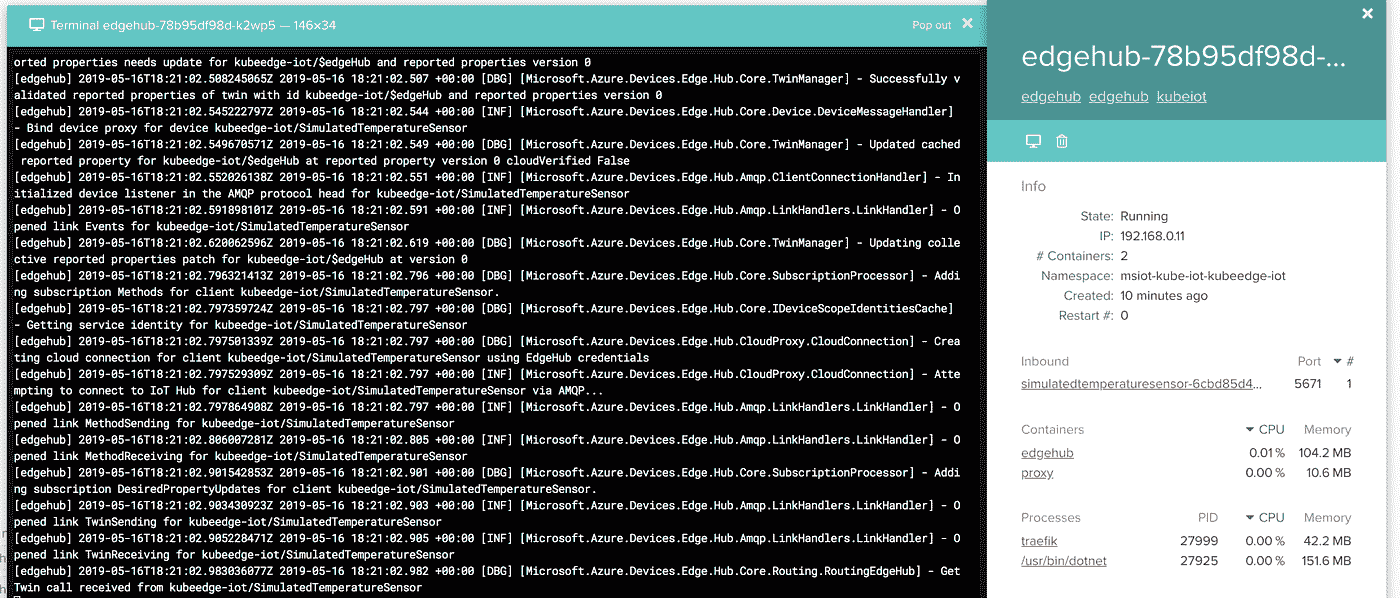 Terminal edgehub-78b95df98d-k2wp5 — 146×34
Pop out ×
orted properties needs update for kubeedge-iot/$edgeHub and reported properties version 0
[edgehub] 2019-05-16T18:21:02.508245065Z 2019-05-16 18:21:02.507 +00:00 [DBG] [Microsoft.Azure.Devices.Edge.Hub.Core.TwinManager] - Successfully v
alidated reported properties of twin with id kubeedge-iot/$edgeHub and reported properties version 0
[edgehub] 2019-05-16T18:21:02.545222797Z 2019-05-16 18:21:02.544 +00:00 [INF] [Microsoft.Azure.Devices.Edge.Hub.Core.Device.DeviceMessageHandler]
- Bind device proxy for device kubeedge-iot/SimulatedTemperatureSensor
[edgehub] 2019-05-16T18:21:02.549670571Z 2019-05-16 18:21:02.549 +00:00 [DBG] [Microsoft.Azure.Devices.Edge.Hub.Core.TwinManager] - Updated cached
reported property for kubeedge-iot/$edgeHub at reported property version 0 cloudVerified False
[edgehub] 2019-05-16T18:21:02.552026138Z 2019-05-16 18:21:02.551 +00:00 [INF] [Microsoft.Azure.Devices.Edge.Hub.Amqp.ClientConnectionHandler] - In
itialized device listener in the AMQP protocol head for kubeedge-iot/SimulatedTemperatureSensor
[edgehub] 2019-05-16T18:21:02.591898101Z 2019-05-16 18:21:02.591 +00:00 [INF] [Microsoft.Azure.Devices.Edge.Hub.Amqp.LinkHandlers.LinkHandler] - O
pened link Events for kubeedge-iot/SimulatedTemperatureSensor
[edgehub] 2019-05-16T18:21:02.620062596Z 2019-05-16 18:21:02.619 +00:00 [DBG] [Microsoft.Azure.Devices.Edge.Hub.Core.TwinManager] - Updating colle
ctive reported properties patch for kubeedge-iot/$edgeHub at version 0
[edgehub] 2019-05-16T18:21:02.796321413Z 2019-05-16 18:21:02.796 +00:00 [DBG] [Microsoft.Azure.Devices.Edge.Hub.Core.SubscriptionProcessor] - Addi
ng subscription Methods for client kubeedge-iot/SimulatedTemperatureSensor.
[edgehub] 2019-05-16T18:21:02.797359724Z 2019-05-16 18:21:02.797 +00:00 [DBG] [Microsoft.Azure.Devices.Edge.Hub.Core.IDeviceScopeIdentitiesCache]
- Getting service identity for kubeedge-iot/SimulatedTemperatureSensor
[edgehub] 2019-05-16T18:21:02.797501339Z 2019-05-16 18:21:02.797 +00:00 [DBG] [Microsoft.Azure.Devices.Edge.Hub.CloudProxy.CloudConnection] - Crea
ting cloud connection for client kubeedge-iot/SimulatedTemperatureSensor using EdgeHub credentials
[edgehub] 2019-05-16T18:21:02.797529309Z 2019-05-16 18:21:02.797 +00:00 [INF] [Microsoft.Azure.Devices.Edge.Hub.CloudProxy.CloudConnection] - Atte
mpting to connect to IoT Hub for client kubeedge-iot/SimulatedTemperatureSensor via AMQP...
[edgehub] 2019-05-16T18:21:02.797864908Z 2019-05-16 18:21:02.797 +00:00 [INF] [Microsoft.Azure.Devices.Edge.Hub.Amqp.LinkHandlers.LinkHandler] - O
pened link MethodSending for kubeedge-iot/SimulatedTemperatureSensor
[edgehub] 2019-05-16T18:21:02.806007281Z 2019-05-16 18:21:02.805 +00:00 [INF] [Microsoft.Azure.Devices.Edge.Hub.Amqp.LinkHandlers.LinkHandler] - O
pened link MethodReceiving for kubeedge-iot/SimulatedTemperatureSensor
[edgehub] 2019-05-16T18:21:02.901542853Z 2019-05-16 18:21:02.901 +00:00 [DBG] [Microsoft.Azure.Devices.Edge.Hub.Core.SubscriptionProcessor] - Addi
ng subscription DesiredPropertyUpdates for client kubeedge-iot/SimulatedTemperatureSensor.
[edgehub] 2019-05-16T18:21:02.903430923Z 2019-05-16 18:21:02.903 +00:00 [INF] [Microsoft.Azure.Devices.Edge.Hub.Amqp.LinkHandlers.LinkHandler] - O
pened link TwinSending for kubeedge-iot/SimulatedTemperatureSensor
[edgehub] 2019-05-16T18:21:02.905228471Z 2019-05-16 18:21:02.905 +00:00 [INF] [Microsoft.Azure.Devices.Edge.Hub.Amqp.LinkHandlers.LinkHandler] - O
pened link TwinReceiving for kubeedge-iot/SimulatedTemperatureSensor
[edgehub] 2019-05-16T18:21:02.983036077Z 2019-05-16 18:21:02.982 +00:00 [DBG] [Microsoft.Azure.Devices.Edge.Hub.Core.Routing.RoutingEdgeHub] - Get
Twin call received from kubeedge-iot/SimulatedTemperatureSensor
×
edgehub-78b95df98d-...
edgehub edgehub kubeiot
Info
State: Running
IP: 192.168.0.11
# Containers: 2
Namespace: msiot-kube-iot-kubeedge-iot
Created: 10 minutes ago
Restart #: 0
Inbound Port #
simulatedtemperaturesensor-6cbd85d4... 5671 1
Containers CPU Memory
edgehub 0.01 % 104.2 MB
proxy 0.00 % 10.6 MB
Processes PID CPU Memory
traefik 27999 0.00 % 42.2 MB
/usr/bin/dotnet 27925 0.00 % 151.6 MB